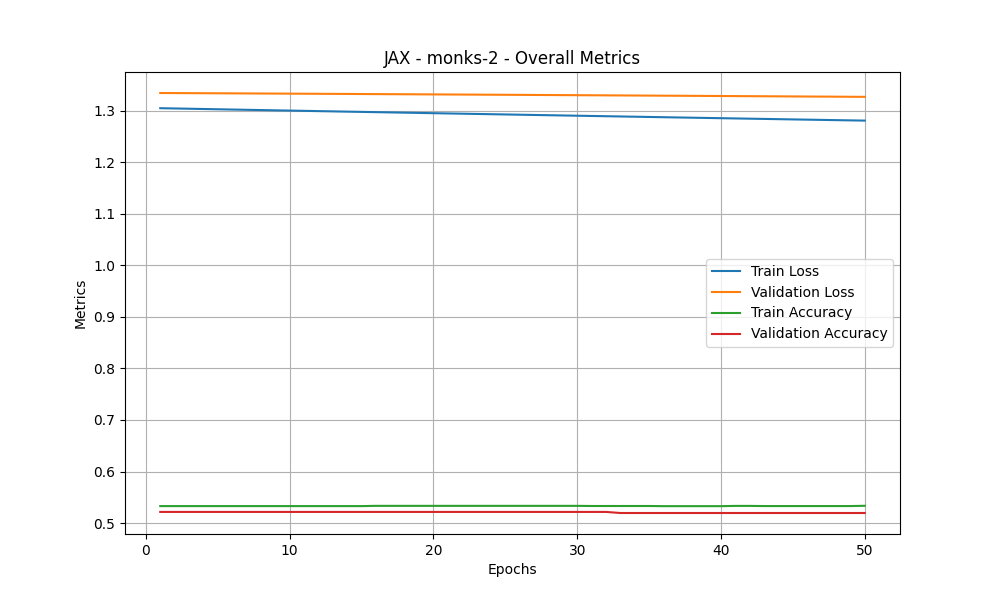 JAX - monks-2 - Overall Metrics
1.3
1.2
1.1
1.0
0.9
0.8
0.7
0.6
0.5
Metrics
Train Loss
Validation Loss
Train Accuracy
Validation Accuracy
0 10 20 30 40 50
Epochs